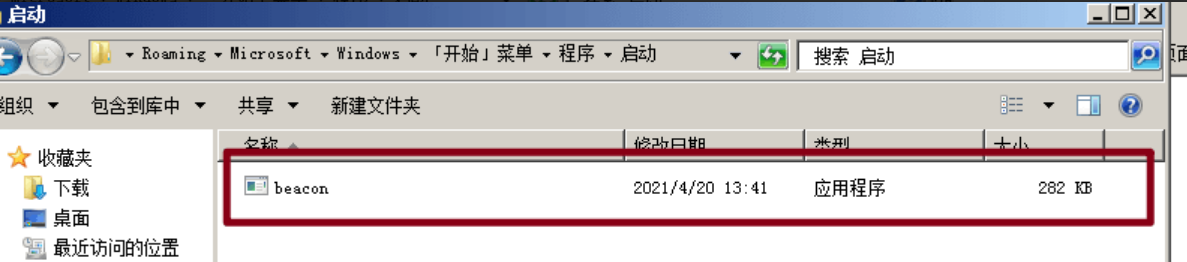 启动
Roaming Microsoft Windows 「开始」菜单 程序 启动 搜索 启动
组织 包含到库中 共享 新建文件夹
名称 修改日期 类型 大小
收藏夹
beacon 2021/4/20 13:41 应用程序 282 KB
下载
桌面
最近访问的位置